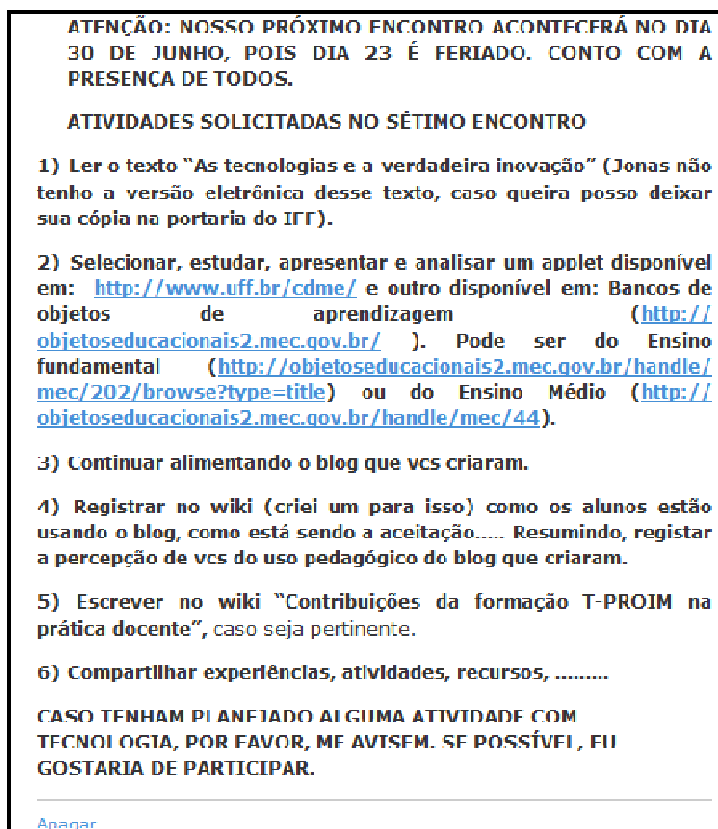 ATENÇÃO: NOSSO PRÓXIMO ENCONTRO ACONTECERÁ NO DIA
30 DE JUNHO, POIS DIA 23 É FERIADO. CONTO COM A
PRESENÇA DE TODOS.
ATIVIDADES SOLICITADAS NO SÉTIMO ENCONTRO
1) Ler o texto “As tecnologias e a verdadeira inovação” (Jonas não
tenho a versão eletrônica desse texto, caso queira posso deixar
sua cópia na portaria do IFF).
2) Selecionar, estudar, apresentar e analisar um applet disponível
em: http://www.uff.br/cdme/ e outro disponível em: Bancos de
objetos de aprendizagem (http://
objetoseducacionais2.mec.gov.br/ ). Pode ser do Ensino
fundamental (http://objetoseducacionais2.mec.gov.br/handle/
mec/202/browse?type=title) ou do Ensino Médio (http://
objetoseducacionais2.mec.gov.br/handle/mec/44).
3) Continuar alimentando o blog que vcs criaram.
4) Registrar no wiki (criei um para isso) como os alunos estão
usando o blog, como está sendo a aceitação..... Resumindo, registar
a percepção de vcs do uso pedagógico do blog que criaram.
5) Escrever no wiki “Contribuições da formação T-PROIM na
prática docente”, caso seja pertinente.
6) Compartilhar experiências, atividades, recursos, .........
CASO TENHAM PLANEJADO ALGUMA ATIVIDADE COM
TECNOLOGIA, POR FAVOR, ME AVISEM. SE POSSÍVEL, EU
GOSTARIA DE PARTICIPAR.
Apagar